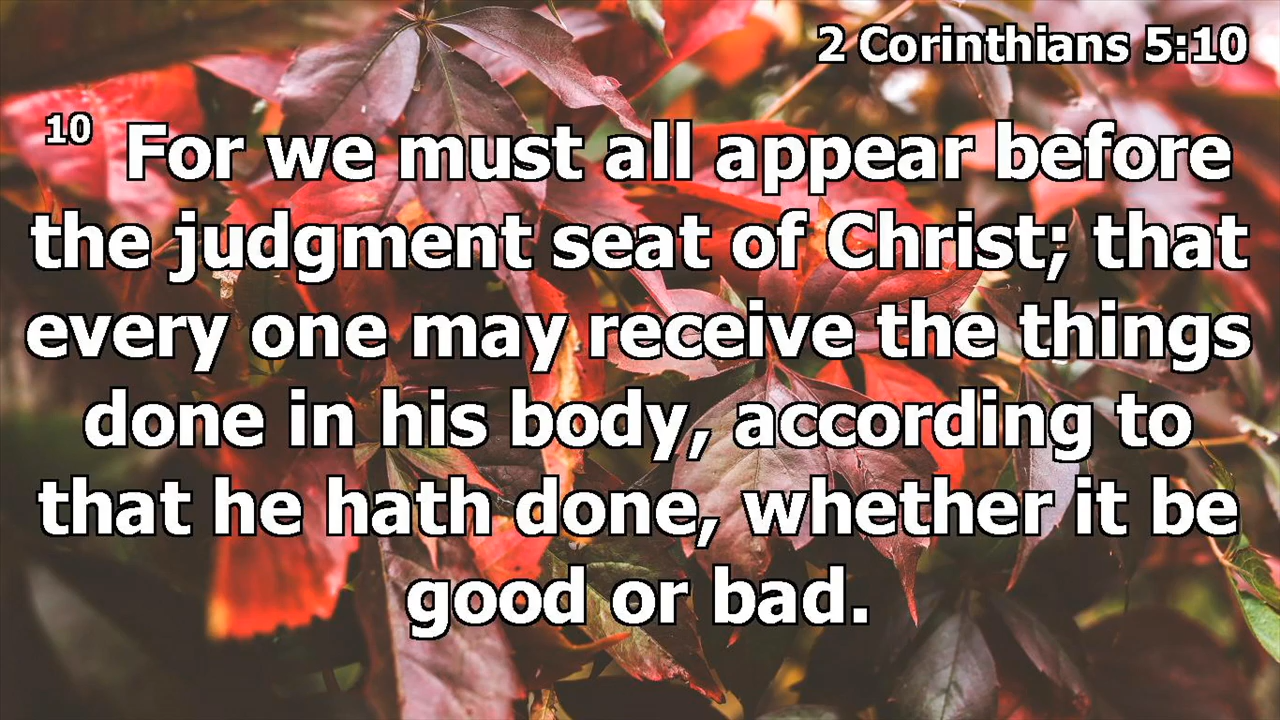 2 Corinthians 5:10
10 For we must all appear before
the judgment seat of Christ; that
every one may receive the things
done in his body, according to
that he hath done, whether it be
good or bad.